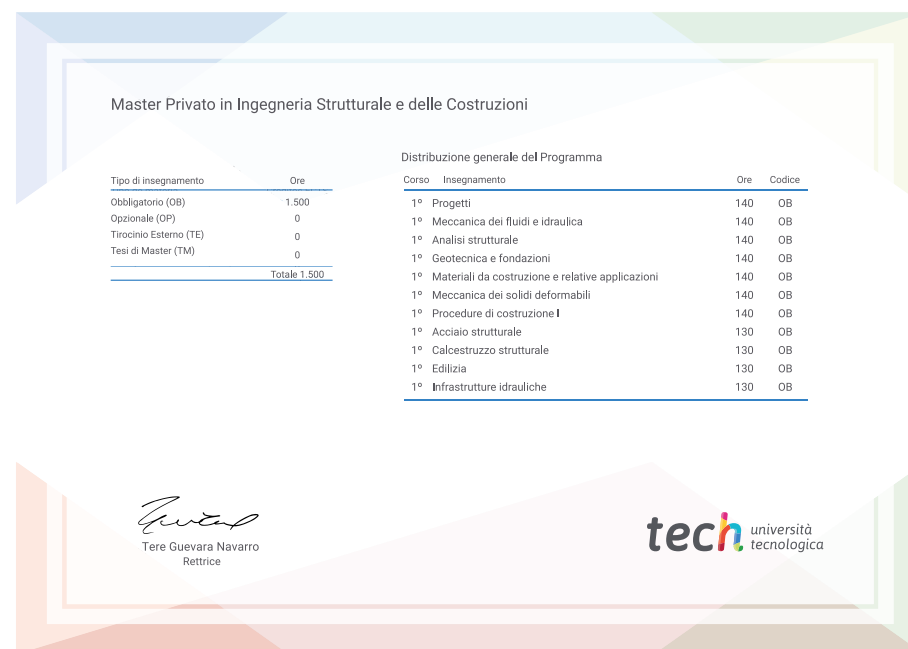 Master Privato in Ingegneria Strutturale e delle Costruzioni
Tipo di insegnamento Ore
Obbligatorio (OB) 1.500
Opzionale (OP) 0
Tirocinio Esterno (TE) 0
Tesi di Master (TM) 0
Totale 1.500
Distribuzione generale del Programma
Corso Insegnamento Ore Codice
1º Progetti 140 OB
1º Meccanica dei fluidi e idraulica 140 OB
1º Analisi strutturale 140 OB
1º Geotecnica e fondazioni 140 OB
1º Materiali da costruzione e relative applicazioni 140 OB
1º Meccanica dei solidi deformabili 140 OB
1º Procedure di costruzione I 140 OB
1º Acciaio strutturale 130 OB
1º Calcestruzzo strutturale 130 OB
1º Edilizia 130 OB
1º Infrastrutture idrauliche 130 OB
Tere Guevara Navarro
Rettrice
tech università
tecnologica